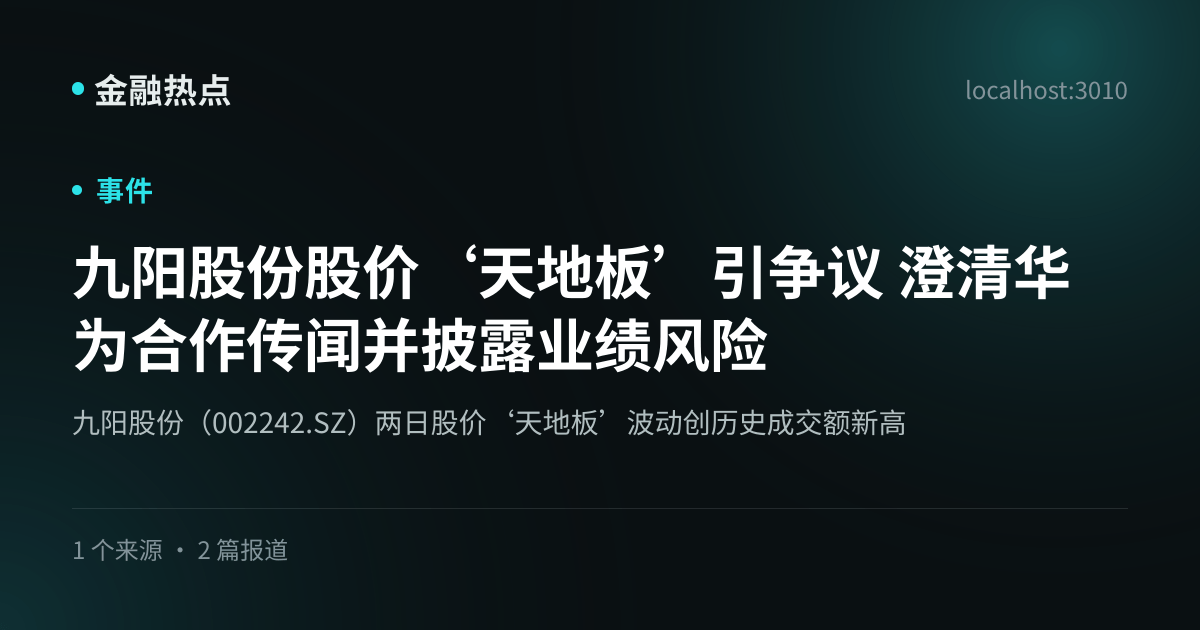 金融热点
localhost:3010
事件
九阳股份股价‘天地板’引争议 澄清华
为合作传闻并披露业绩风险
九阳股份（002242.SZ）两日股价‘天地板’波动创历史成交额新高
1 个来源 · 2 篇报道